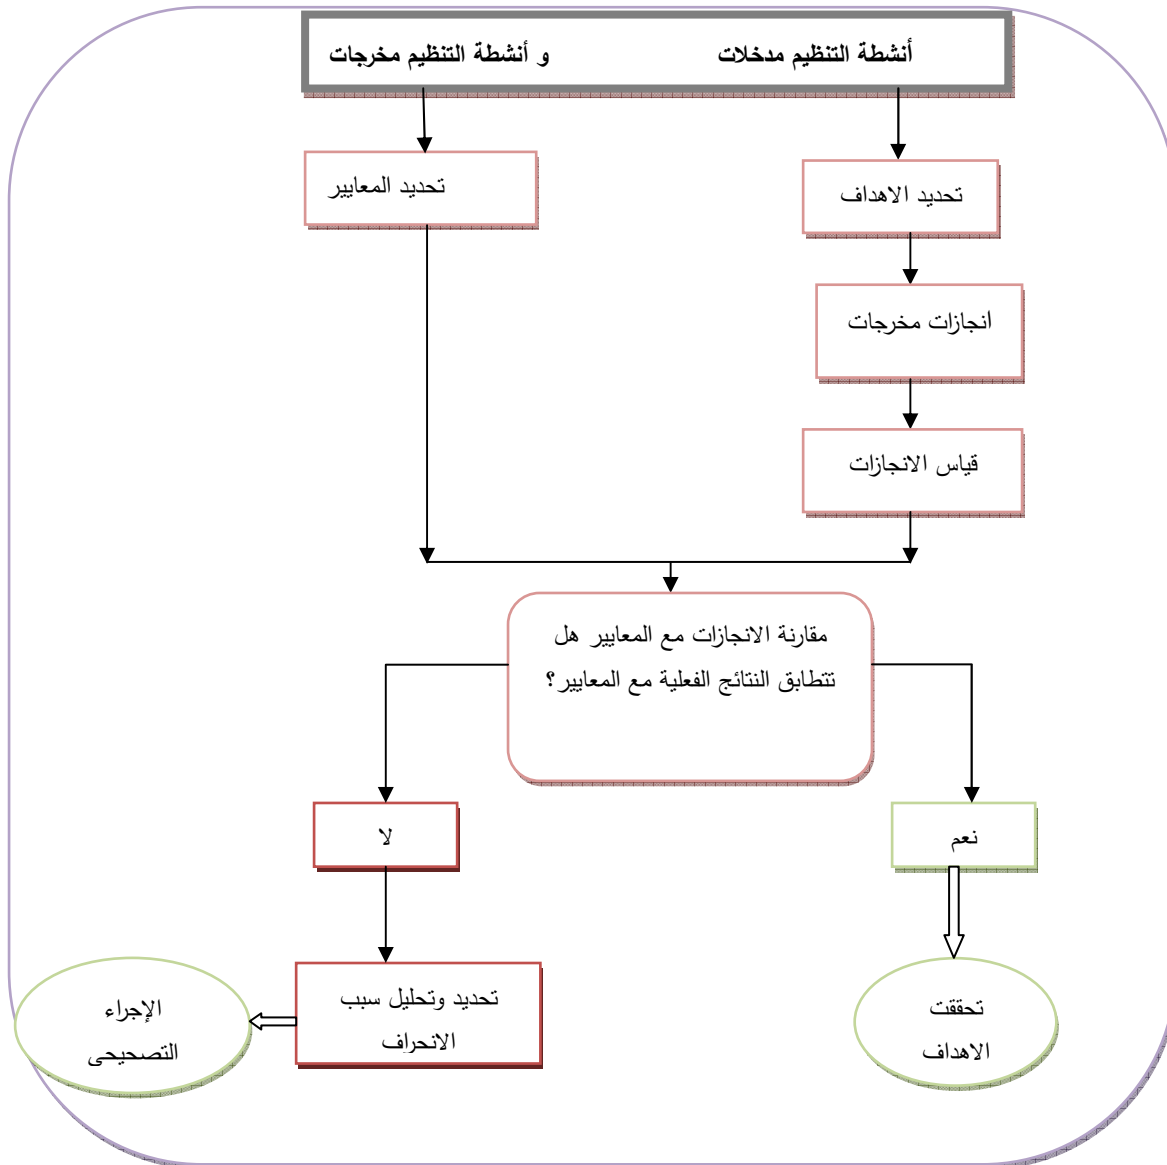 أنشطة التنظيم مدخلات و أنشطة التنظيم مخرجات
تحديد الاهداف
تحديد المعايير
انجازات مخرجات
قياس الانجازات
مقارنة الانجازات مع المعايير هل
تتطابق النتائج الفعلية مع المعايير؟
نعم
لا
تحققت
الاهداف
تحديد وتحليل سبب
الانحراف
الإجراء
التصحيحي